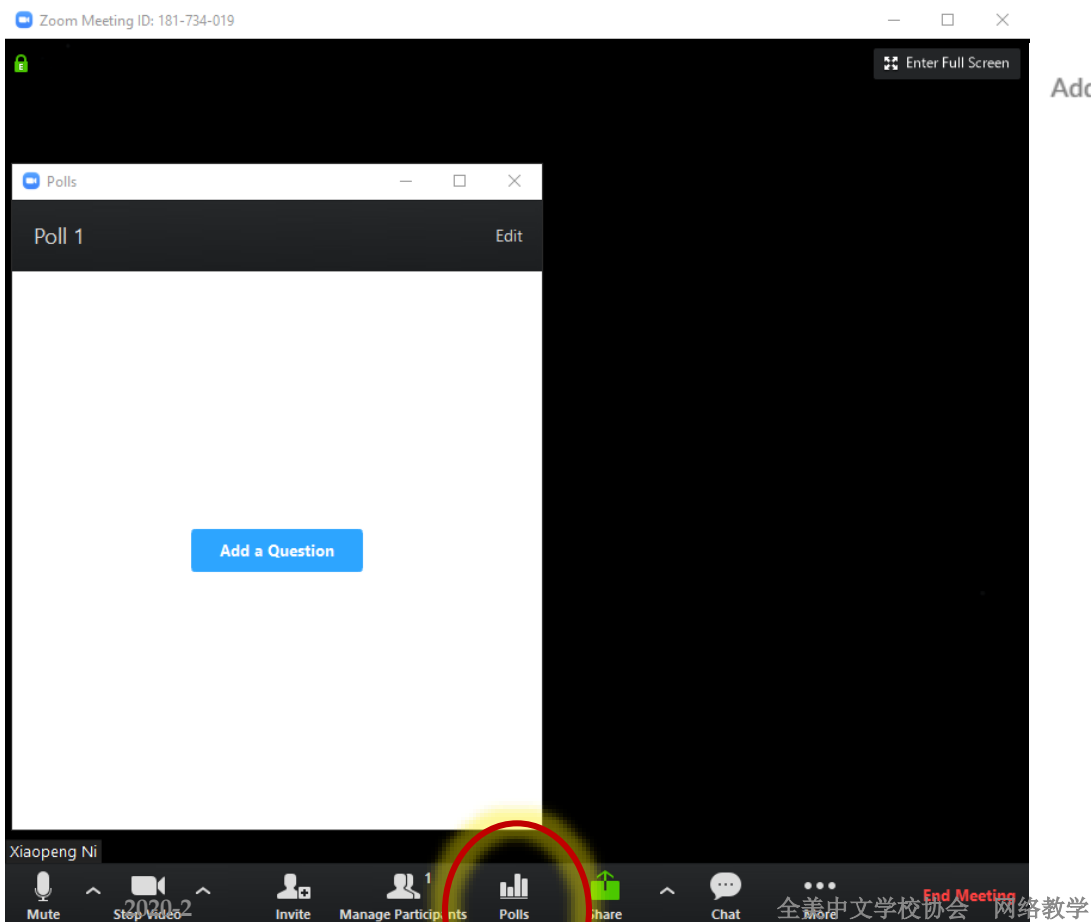 Zoom Meeting ID: 181-734-019
Enter Full Screen
Polls
Poll 1
Edit
Add a Question
Xiaopeng Ni
1
Mute
Stop Video
Invite
Manage Participants
Polls
Share
Chat
More
End Meeting
2020-2
全美中文学校协会 网络教学